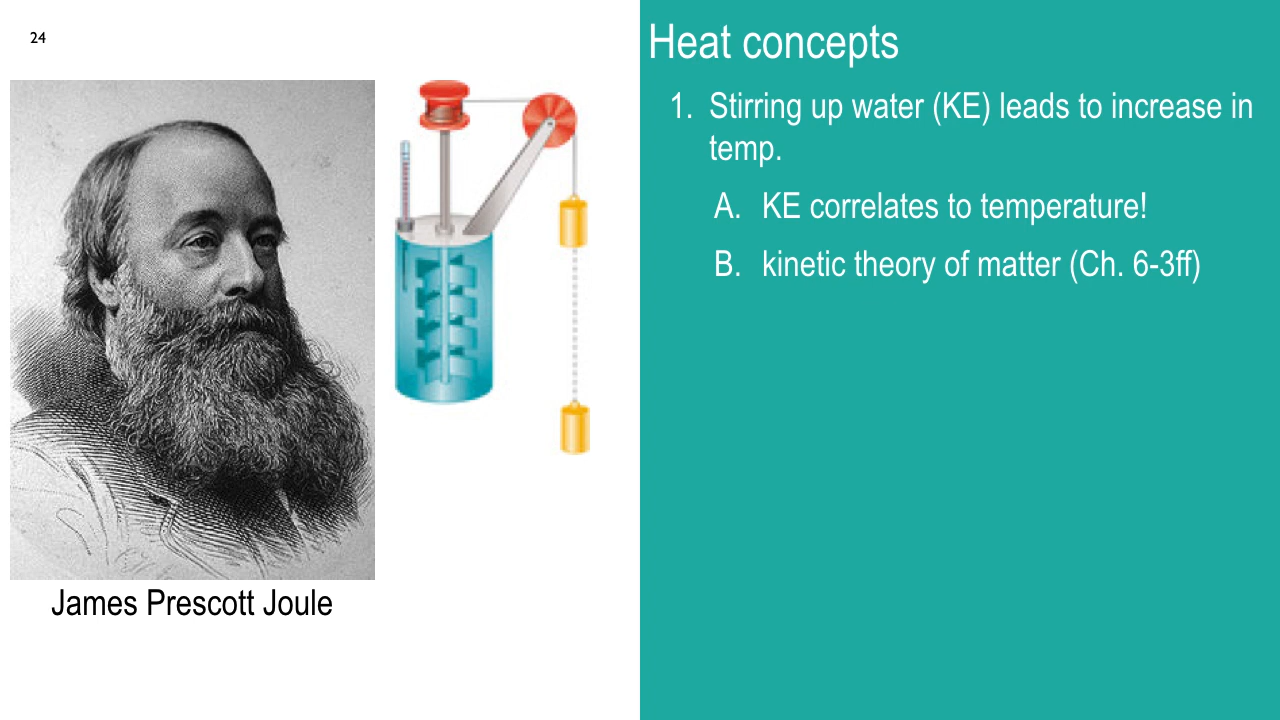 24
James Prescott Joule
Heat concepts
1. Stirring up water (KE) leads to increase in
temp.
A. KE correlates to temperature!
B. kinetic theory of matter (Ch. 6-3ff)